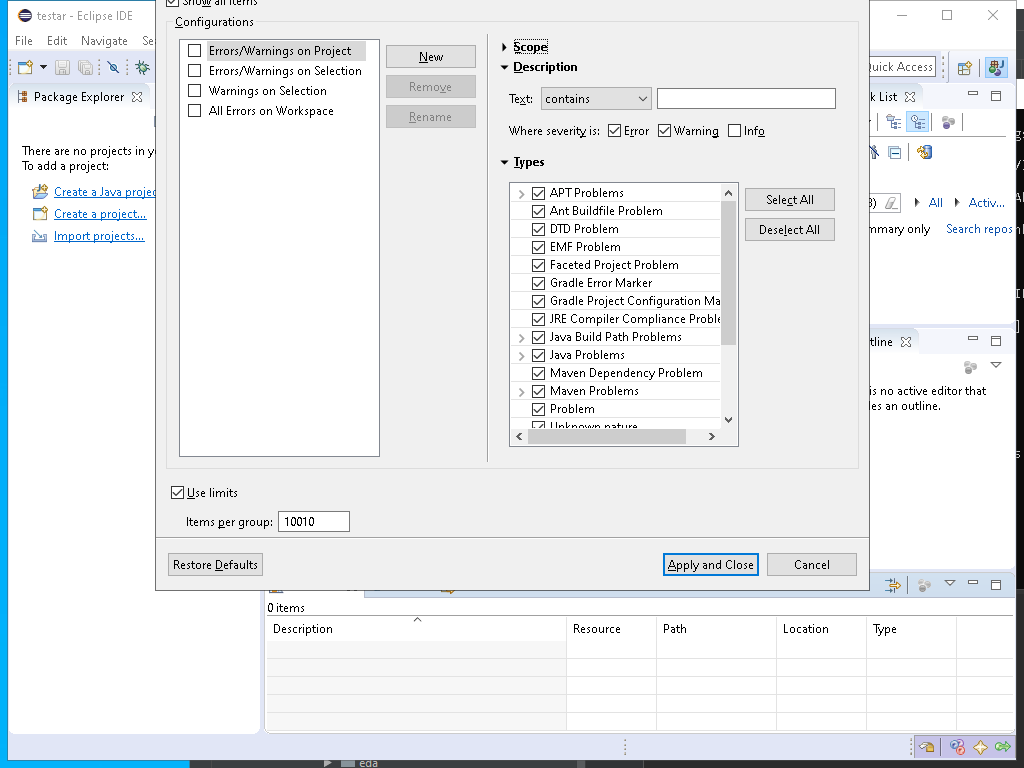 testar - Eclipse IDE
File Edit Navigate Se
Quick Access
Package Explorer
There are no projects in y
To add a project:
Create a Java projec
Create a project...
Import projects...
Show all items
Configurations
Errors/Warnings on Project
Errors/Warnings on Selection
Warnings on Selection
All Errors on Workspace
New
Remove
Rename
Scope
Description
Text: contains
Where severity is: Error Warning Info
Types
APT Problems
Ant Buildfile Problem
DTD Problem
EMF Problem
Faceted Project Problem
Gradle Error Marker
Gradle Project Configuration Ma
JRE Compiler Compliance Proble
Java Build Path Problems
Java Problems
Maven Dependency Problem
Maven Problems
Problem
Unknown nature
Select All
Deselect All
Use limits
Items per group: 10010
Restore Defaults
Apply and Close
Cancel
k List
All Activ...
mmary only Search repos
tline
is no active editor that
les an outline.
0 items
Description Resource Path Location Type
eda